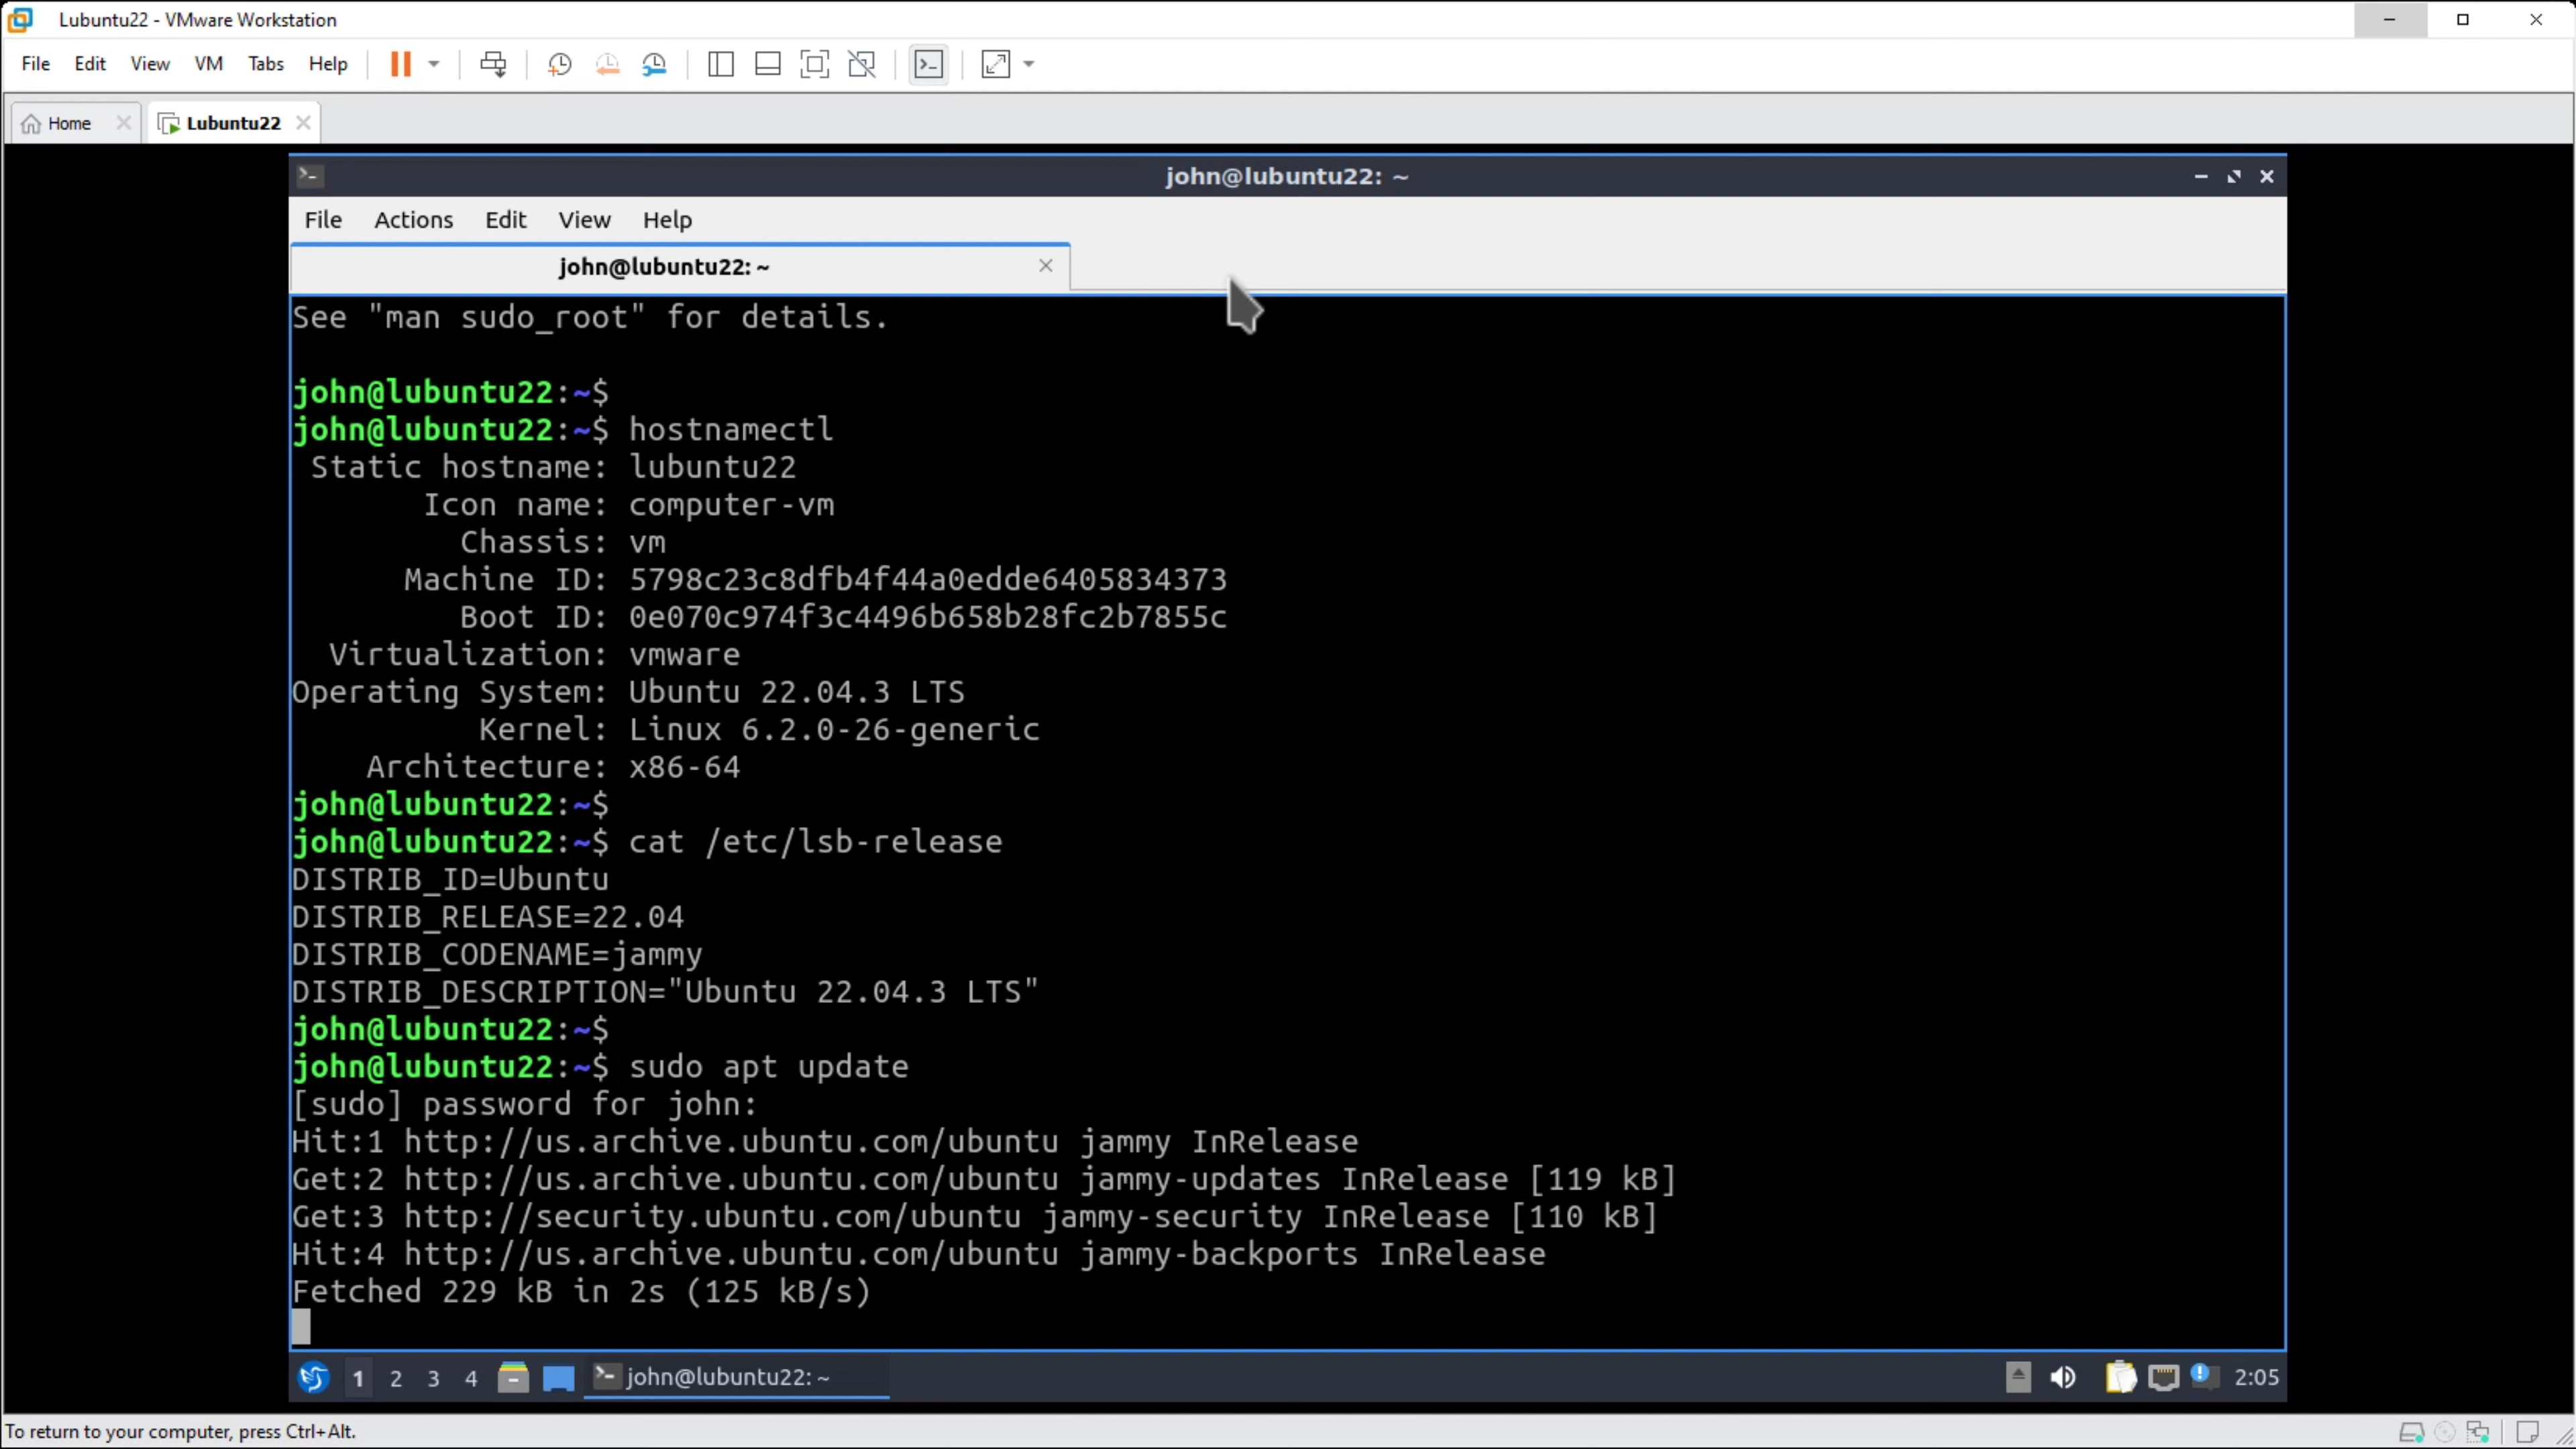 Lubuntu22 - VMware Workstation
File Edit View VM Tabs Help
Home Lubuntu22
john@lubuntu22: ~
File Actions Edit View Help
john@lubuntu22: ~
See "man sudo_root" for details.
john@lubuntu22:~$
john@lubuntu22:~$ hostnamectl
Static hostname: lubuntu22
Icon name: computer-vm
Chassis: vm
Machine ID: 5798c23c8dfb4f44a0edde6405834373
Boot ID: 0e070c974f3c4496b658b28fc2b7855c
Virtualization: vmware
Operating System: Ubuntu 22.04.3 LTS
Kernel: Linux 6.2.0-26-generic
Architecture: x86-64
john@lubuntu22:~$
john@lubuntu22:~$ cat /etc/lsb-release
DISTRIB_ID=Ubuntu
DISTRIB_RELEASE=22.04
DISTRIB_CODENAME=jammy
DISTRIB_DESCRIPTION="Ubuntu 22.04.3 LTS"
john@lubuntu22:~$
john@lubuntu22:~$ sudo apt update
[sudo] password for john:
Hit:1 http://us.archive.ubuntu.com/ubuntu jammy InRelease
Get:2 http://us.archive.ubuntu.com/ubuntu jammy-updates InRelease [119 kB]
Get:3 http://security.ubuntu.com/ubuntu jammy-security InRelease [110 kB]
Hit:4 http://us.archive.ubuntu.com/ubuntu jammy-backports InRelease
Fetched 229 kB in 2s (125 kB/s)
1 2 3 4 john@lubuntu22: ~ 2:05
To return to your computer, press Ctrl+Alt.